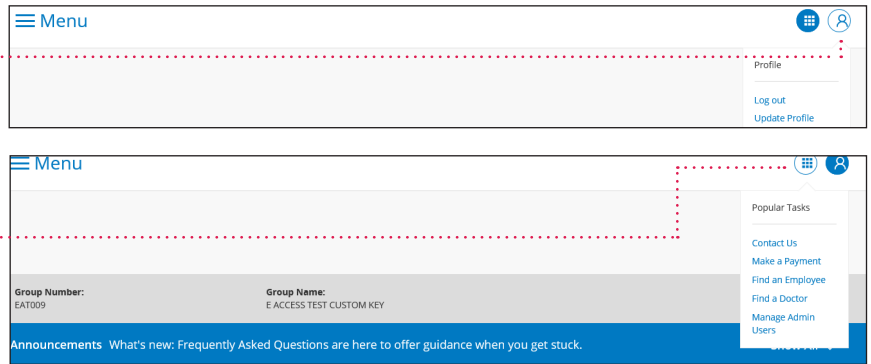 Menu
Profile
Log out
Update Profile
Menu
Popular Tasks
Contact Us
Make a Payment
Find an Employee
Find a Doctor
Manage Admin
Users
Group Number:
EAT009
Group Name:
E ACCESS TEST CUSTOM KEY
Announcements What's new: Frequently Asked Questions are here to offer guidance when you get stuck.